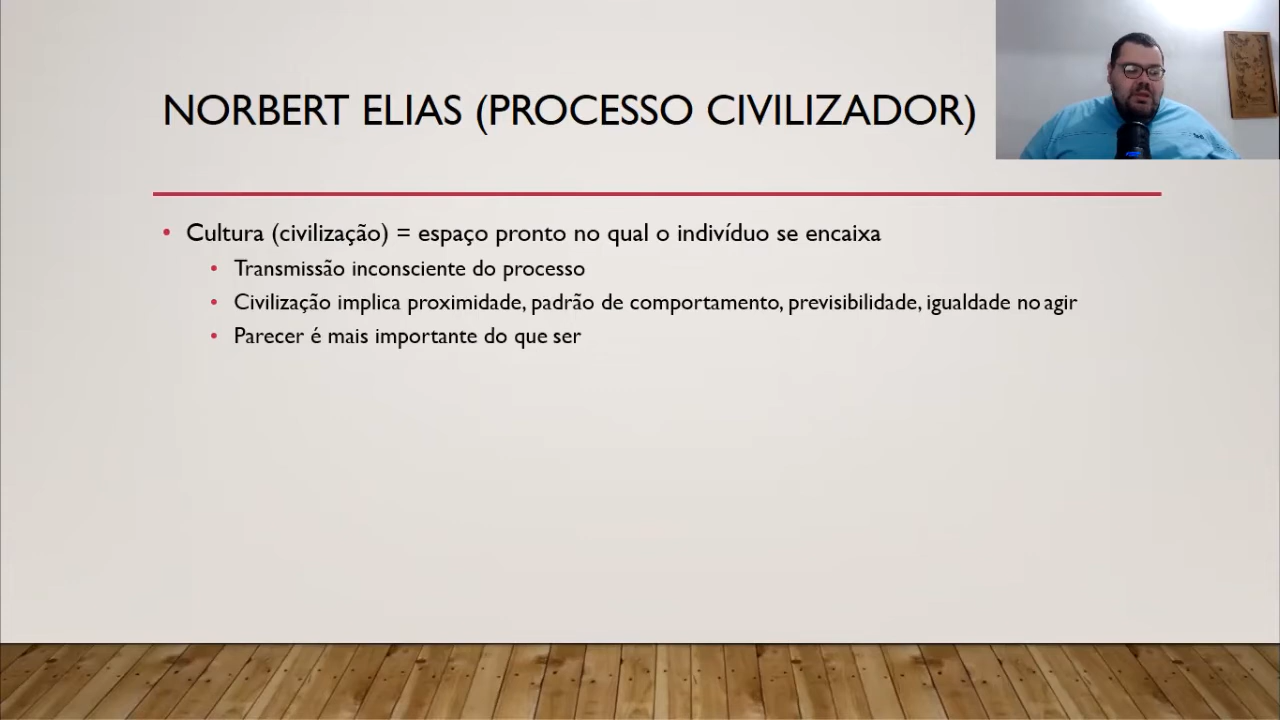 NORBERT ELIAS (PROCESSO CIVILIZADOR)
• Cultura (civilização) = espaço pronto no qual o indivíduo se encaixa
• Transmissão inconsciente do processo
• Civilização implica proximidade, padrão de comportamento, previsibilidade, igualdade no agir
• Parecer é mais importante do que ser